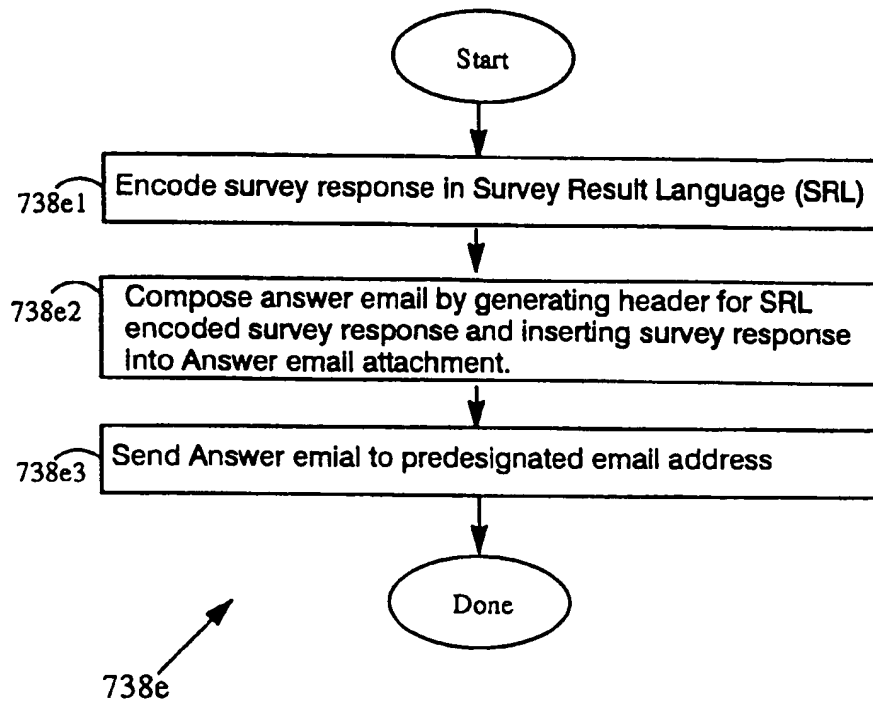 Start
738e1
Encode survey response in Survey Result Language (SRL)
738e2
Compose answer email by generating header for SRL
encoded survey response and inserting survey response
into Answer email attachment.
738e3
Send Answer emial to predesignated email address
Done
738e